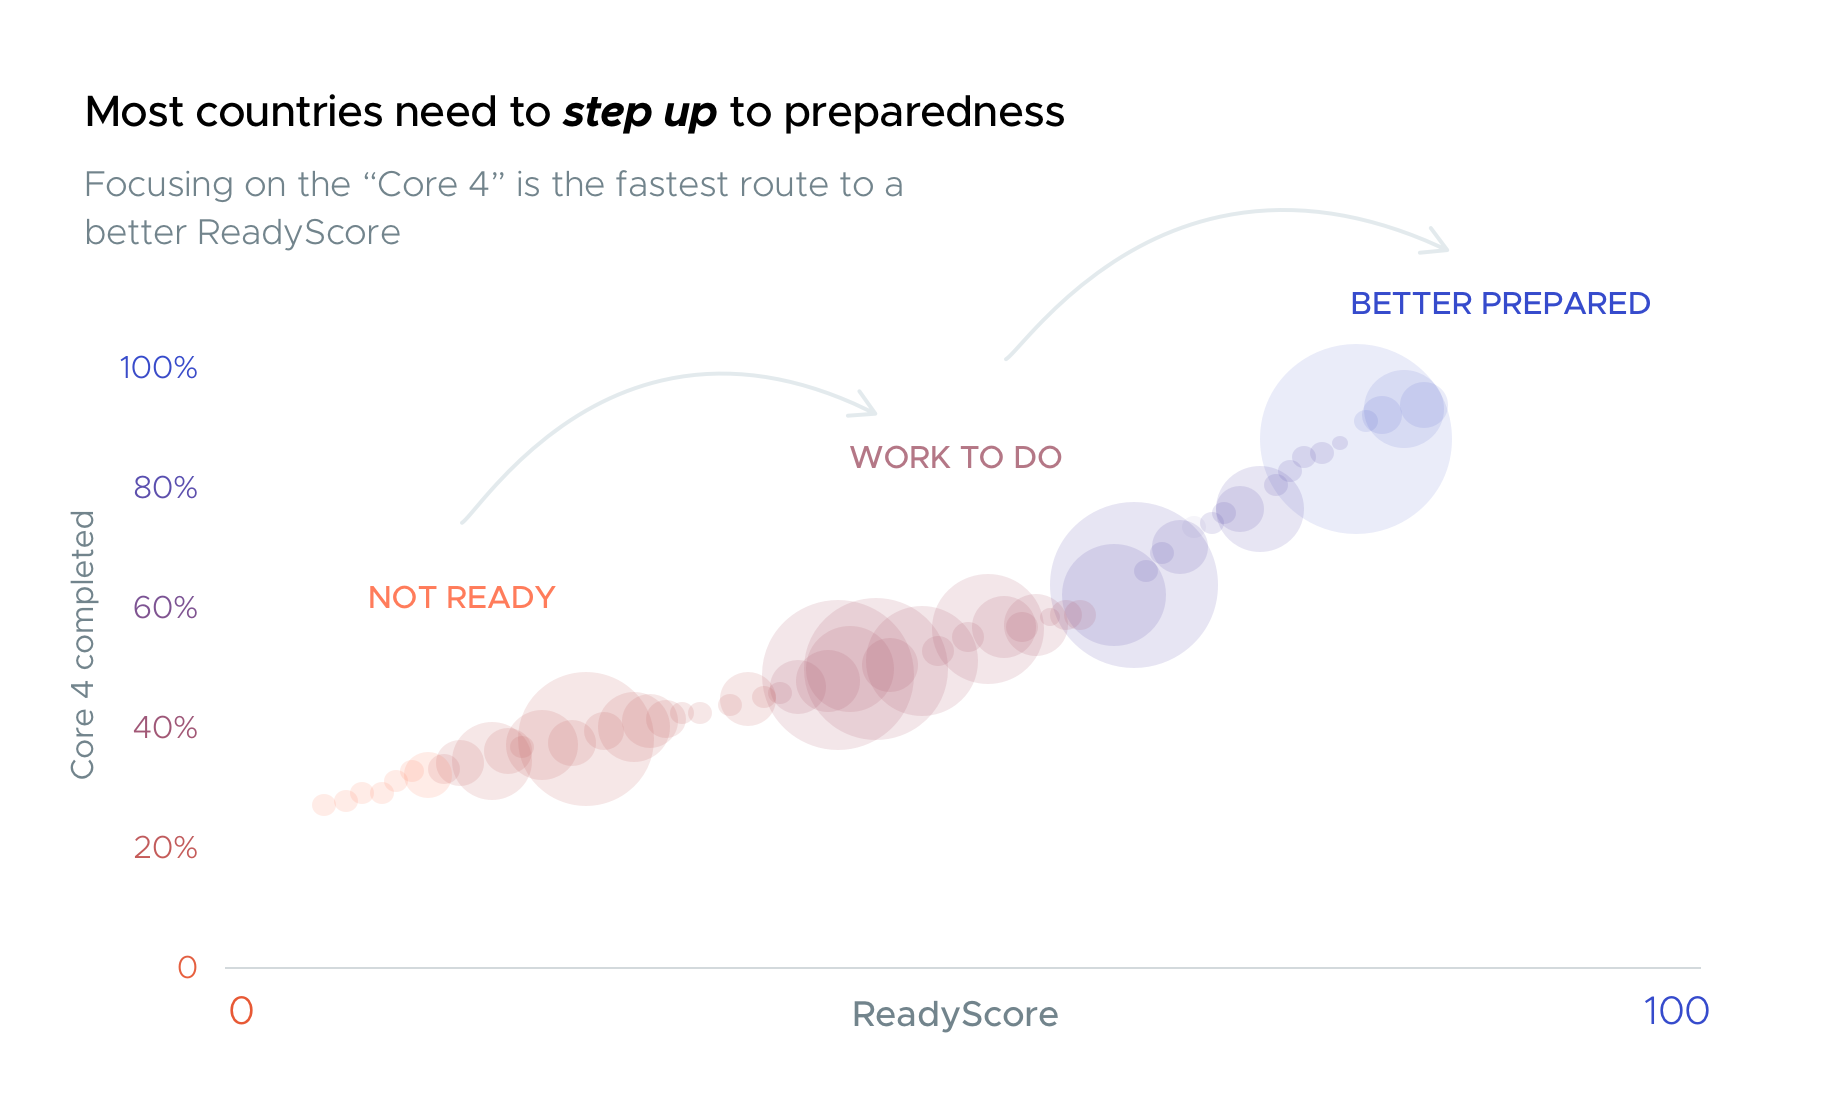 Most countries need to step up to preparedness
Focusing on the “Core 4” is the fastest route to a
better ReadyScore
BETTER PREPARED
WORK TO DO
NOT READY
Core 4 completed
100%
80%
60%
40%
20%
0
0
ReadyScore
100